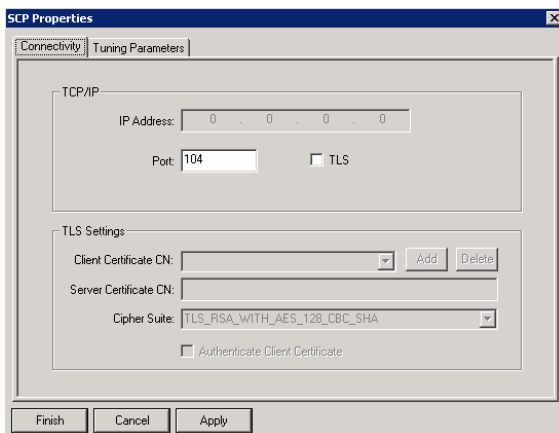 SCP Properties
Connectivity Tuning Parameters
TCP/IP
IP Address: 0 . 0 . 0 . 0
Port: 104 TLS
TLS Settings
Client Certificate CN: Add Delete
Server Certificate CN:
Cipher Suite: TLS_RSA_WITH_AES_128_CBC_SHA
Authenticate Client Certificate
Finish Cancel Apply